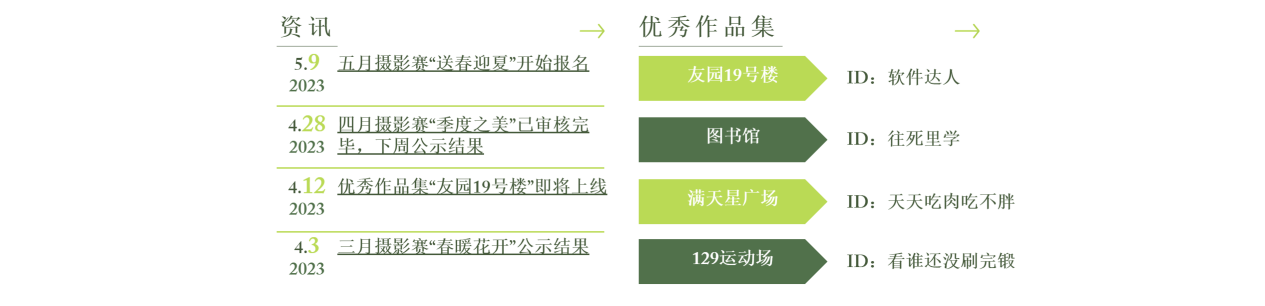 资讯
5.9 五月摄影赛“送春迎夏”开始报名
2023
4.28 四月摄影赛“季度之美”已审核完
2023 毕，下周公示结果
4.12 优秀作品集“友园19号楼”即将上线
2023
4.3 三月摄影赛“春暖花开”公示结果
2023
优秀作品集
友园19号楼 ID：软件达人
图书馆 ID：往死里学
满天星广场 ID：天天吃肉吃不胖
129运动场 ID：看谁还没刷完锻